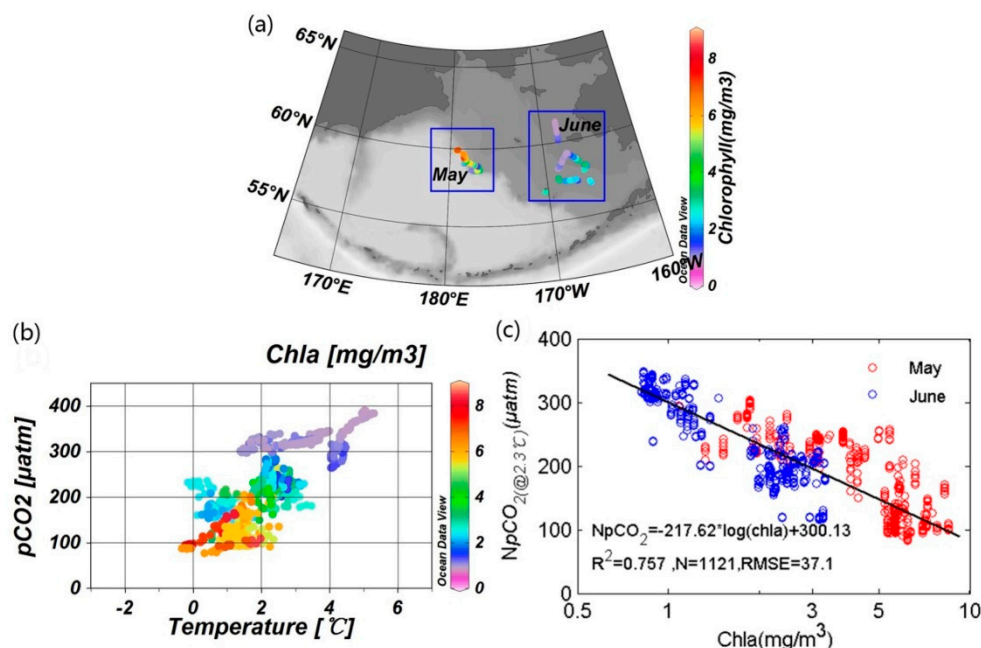 (a)
65°N
60°N
55°N
May
June
170°E
180°E
170°W
160°W
Ocean Data View
Chlorophyll(mg/m3)
8
6
4
2
0
(b)
Chla [mg/m3]
pCO2 [µatm]
400
300
200
100
0
-2
0
2
4
6
Temperature [℃]
Ocean Data View
8
6
4
2
0
(c)
NpCO2(@2.3℃)(µatm)
400
300
200
100
0
May
June
NpCO2=-217.62*log(chla)+300.13
R2=0.757 ,N=1121,RMSE=37.1
0.5
1
2
3
5
10
Chla(mg/m3)